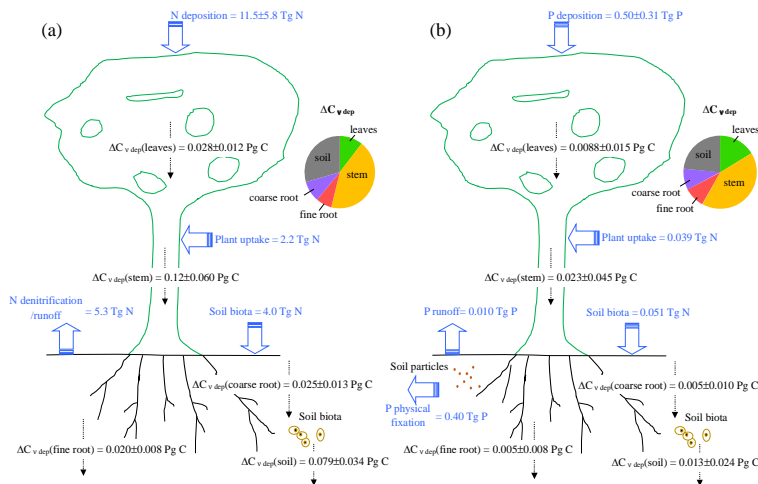 (a)
N deposition = 11.5±5.8 Tg N
ΔC v dep
leaves
soil
stem
coarse root
fine root
ΔC v dep(leaves) = 0.028±0.012 Pg C
Plant uptake = 2.2 Tg N
ΔC v dep(stem) = 0.12±0.060 Pg C
N denitrification
/runoff
= 5.3 Tg N
Soil biota = 4.0 Tg N
ΔC v dep(coarse root) = 0.025±0.013 Pg C
Soil biota
ΔC v dep(fine root) = 0.020±0.008 Pg C
ΔC v dep(soil) = 0.079±0.034 Pg C
(b)
P deposition = 0.50±0.31 Tg P
ΔC v dep
leaves
soil
stem
coarse root
fine root
ΔC v dep(leaves) = 0.0088±0.015 Pg C
Plant uptake = 0.039 Tg N
ΔC v dep(stem) = 0.023±0.045 Pg C
P runoff = 0.010 Tg P
Soil biota = 0.051 Tg N
Soil particles
ΔC v dep(coarse root) = 0.005±0.010 Pg C
P physical
fixation
= 0.40 Tg P
Soil biota
ΔC v dep(fine root) = 0.005±0.008 Pg C
ΔC v dep(soil) = 0.013±0.024 Pg C